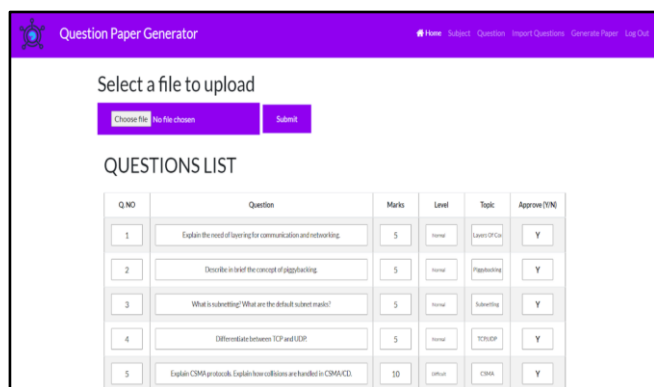 Question Paper Generator
Home Subject Question Import Questions Generate Paper Log Out
Select a file to upload
Choose file No file chosen Submit
QUESTIONS LIST
Q. NO Question Marks Level Topic Approve (Y/N)
1 Explain the need of layering for communication and networking. 5 Normal Layers Of Co Y
2 Describe in brief the concept of piggybacking. 5 Normal Piggybacking Y
3 What is subnetting? What are the default subnet masks? 5 Normal Subnetting Y
4 Differentiate between TCP and UDP. 5 Normal TCP/UDP Y
5 Explain CSMA protocols. Explain how collisions are handled in CSMA/CD. 10 Difficult CSMA Y